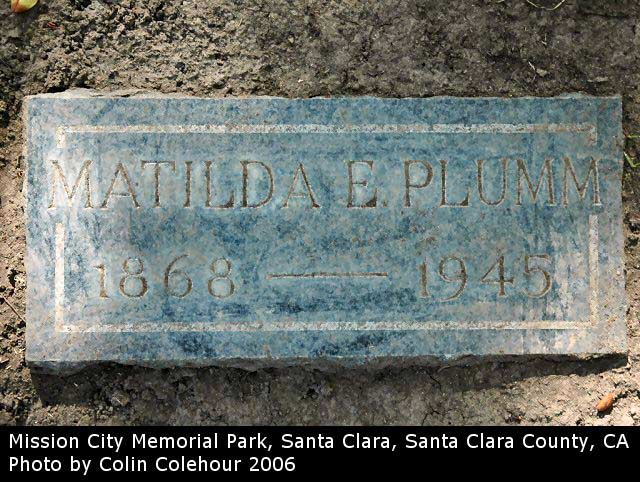 MATILDA E. PLUMM
1868 — 1945
Mission City Memorial Park, Santa Clara, Santa Clara County, CA
Photo by Colin Colehour 2006